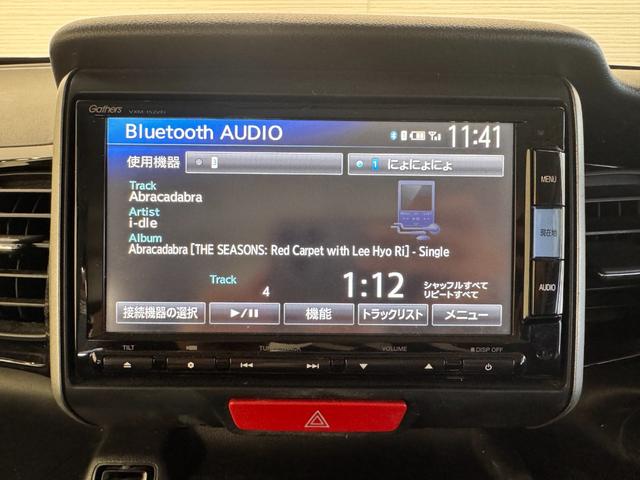 Gathers
Bluetooth AUDIO
11:41
使用機器
3
1 にょにょにょ
Track
Abracadabra
Artist
i-dle
Album
Abracadabra [THE SEASONS: Red Carpet with Lee Hyo Ri] - Single
Track 4
1:12
シャッフルすべて
リピートすべて
接続機器の選択
機能
トラックリスト
メニュー
MENU
現在地
AUDIO
TILT
VOLUME
DISP OFF